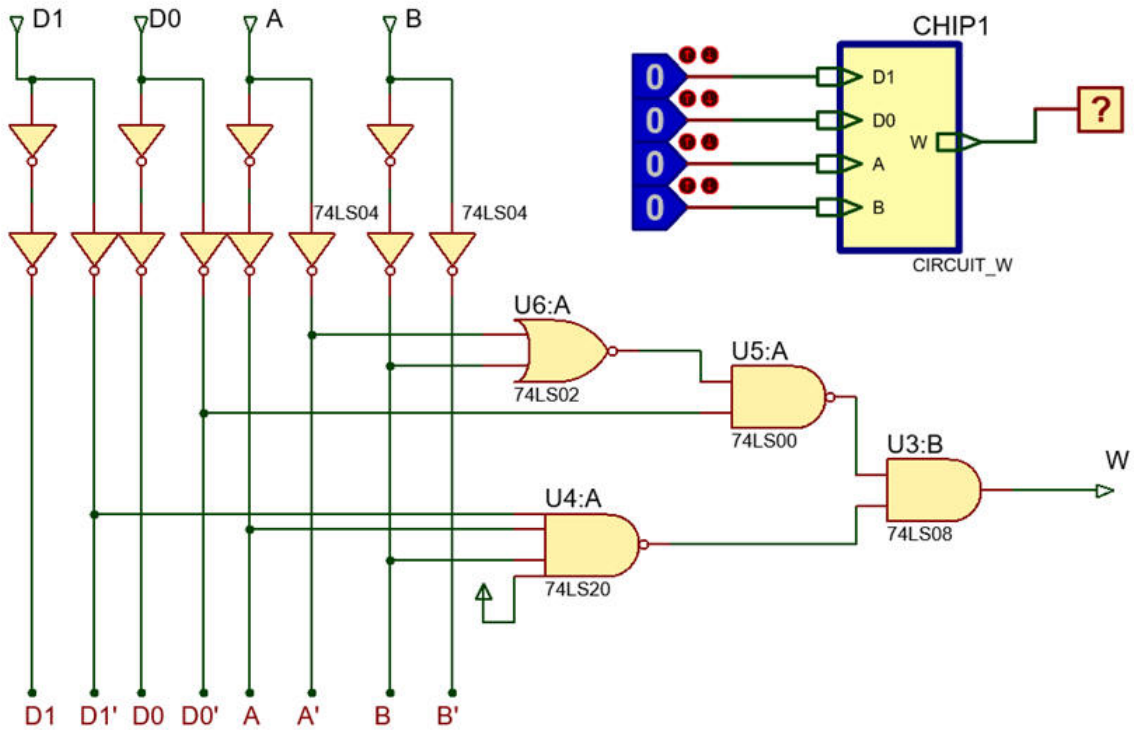 D1
D0
A
B
CHIP1
0
0
0
0
D1
D0
A
B
W
?
CIRCUIT_W
74LS04
74LS04
U6:A
74LS02
U5:A
74LS00
U3:B
74LS08
W
U4:A
74LS20
D1 D1' D0 D0' A A' B B'